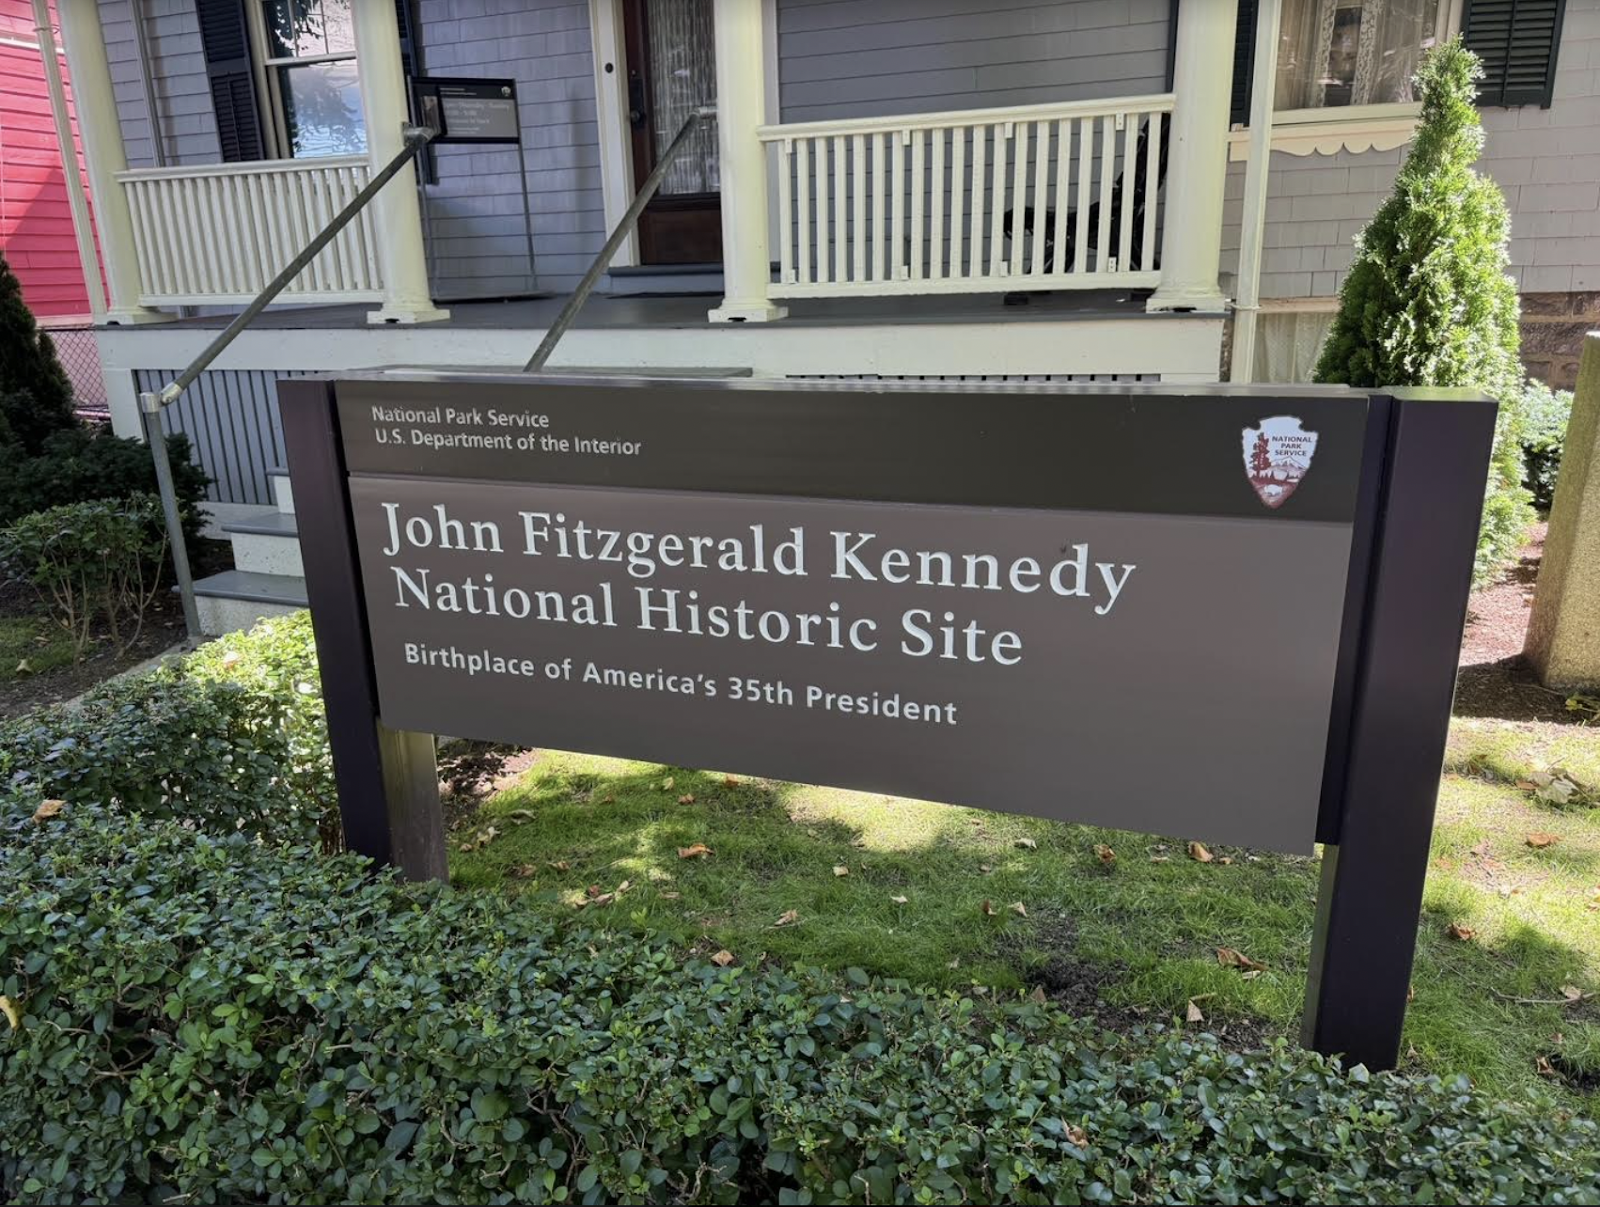 National Park Service
U.S. Department of the Interior
NATIONAL
PARK
SERVICE
John Fitzgerald Kennedy
National Historic Site
Birthplace of America's 35th President